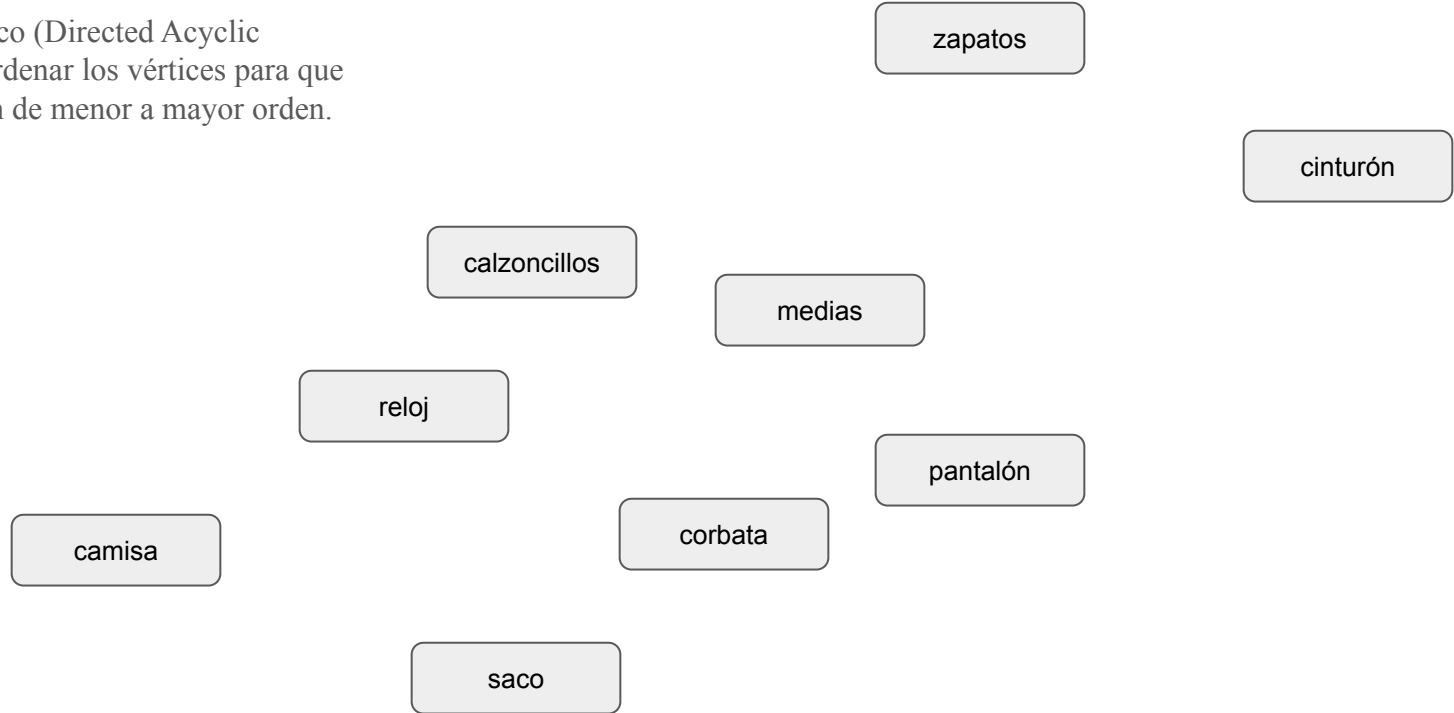 co (Directed Acyclic
rdenar los vértices para que
n de menor a mayor orden.
zapatos
cinturón
calzoncillos
medias
reloj
pantalón
corbata
camisa
saco